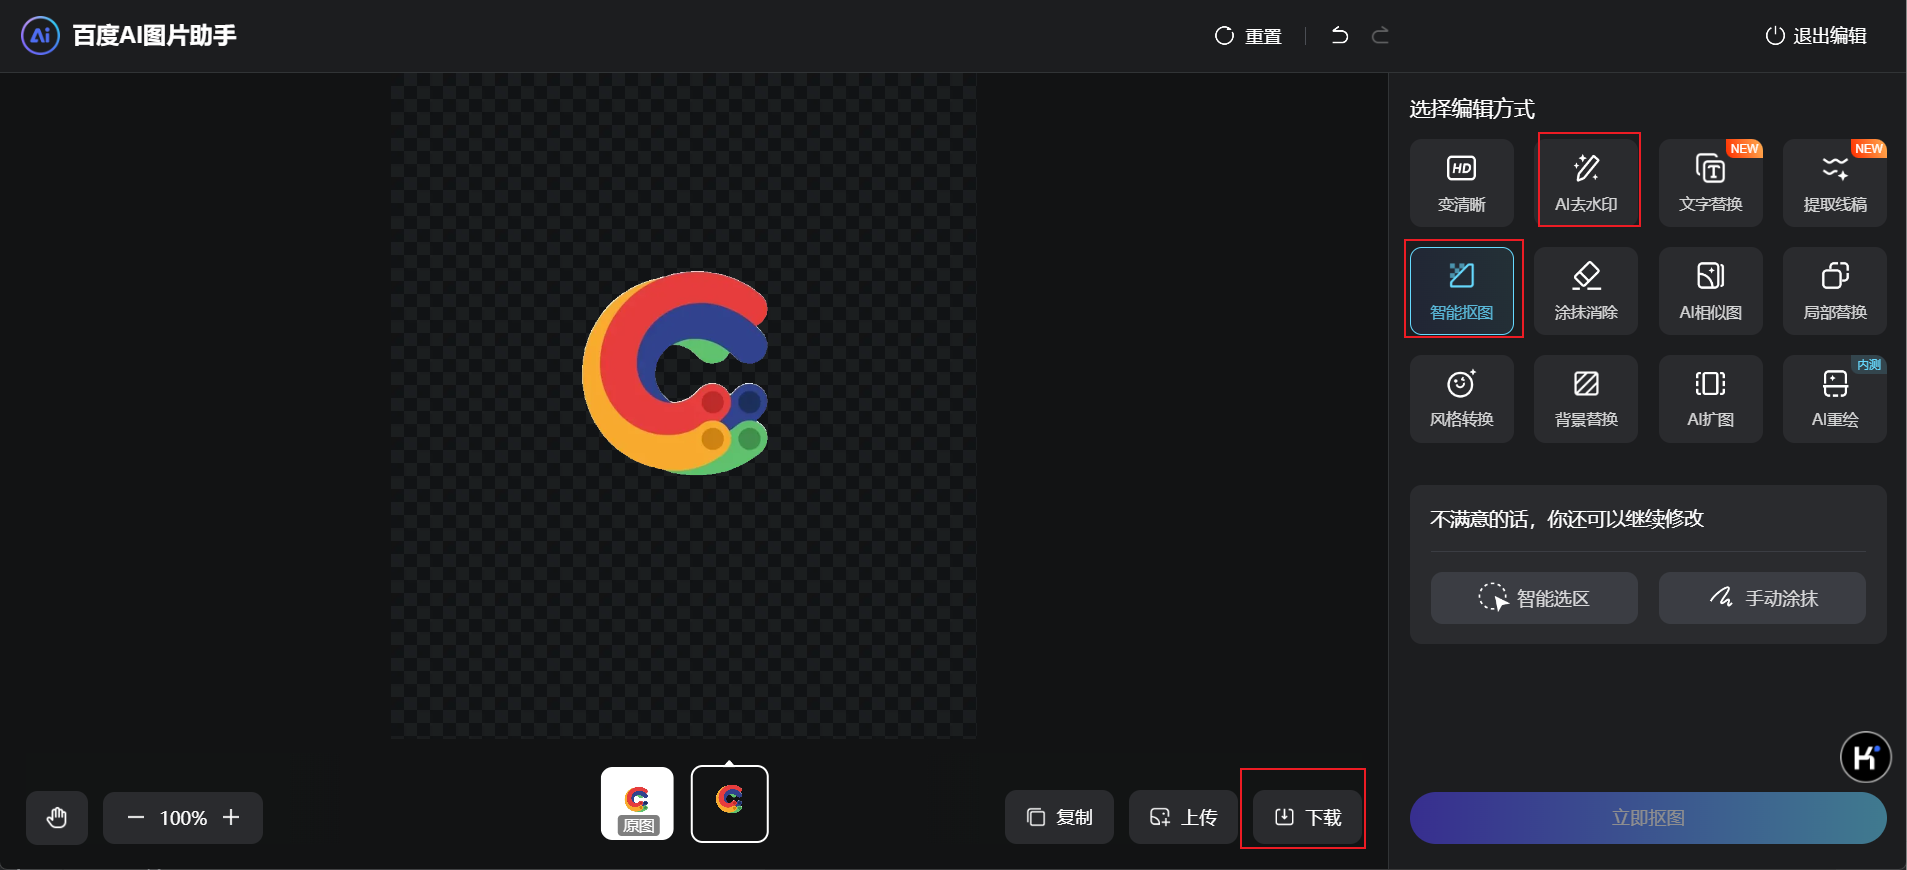 Ai 百度AI图片助手
重置
退出编辑
选择编辑方式
HD
变清晰
AI去水印
NEW
T
文字替换
NEW
提取线稿
智能抠图
涂抹消除
AI相似图
局部替换
风格转换
背景替换
AI扩图
内测
AI重绘
不满意的话，你还可以继续修改
智能选区
手动涂抹
K
100%
原图
复制
上传
下载
立即抠图